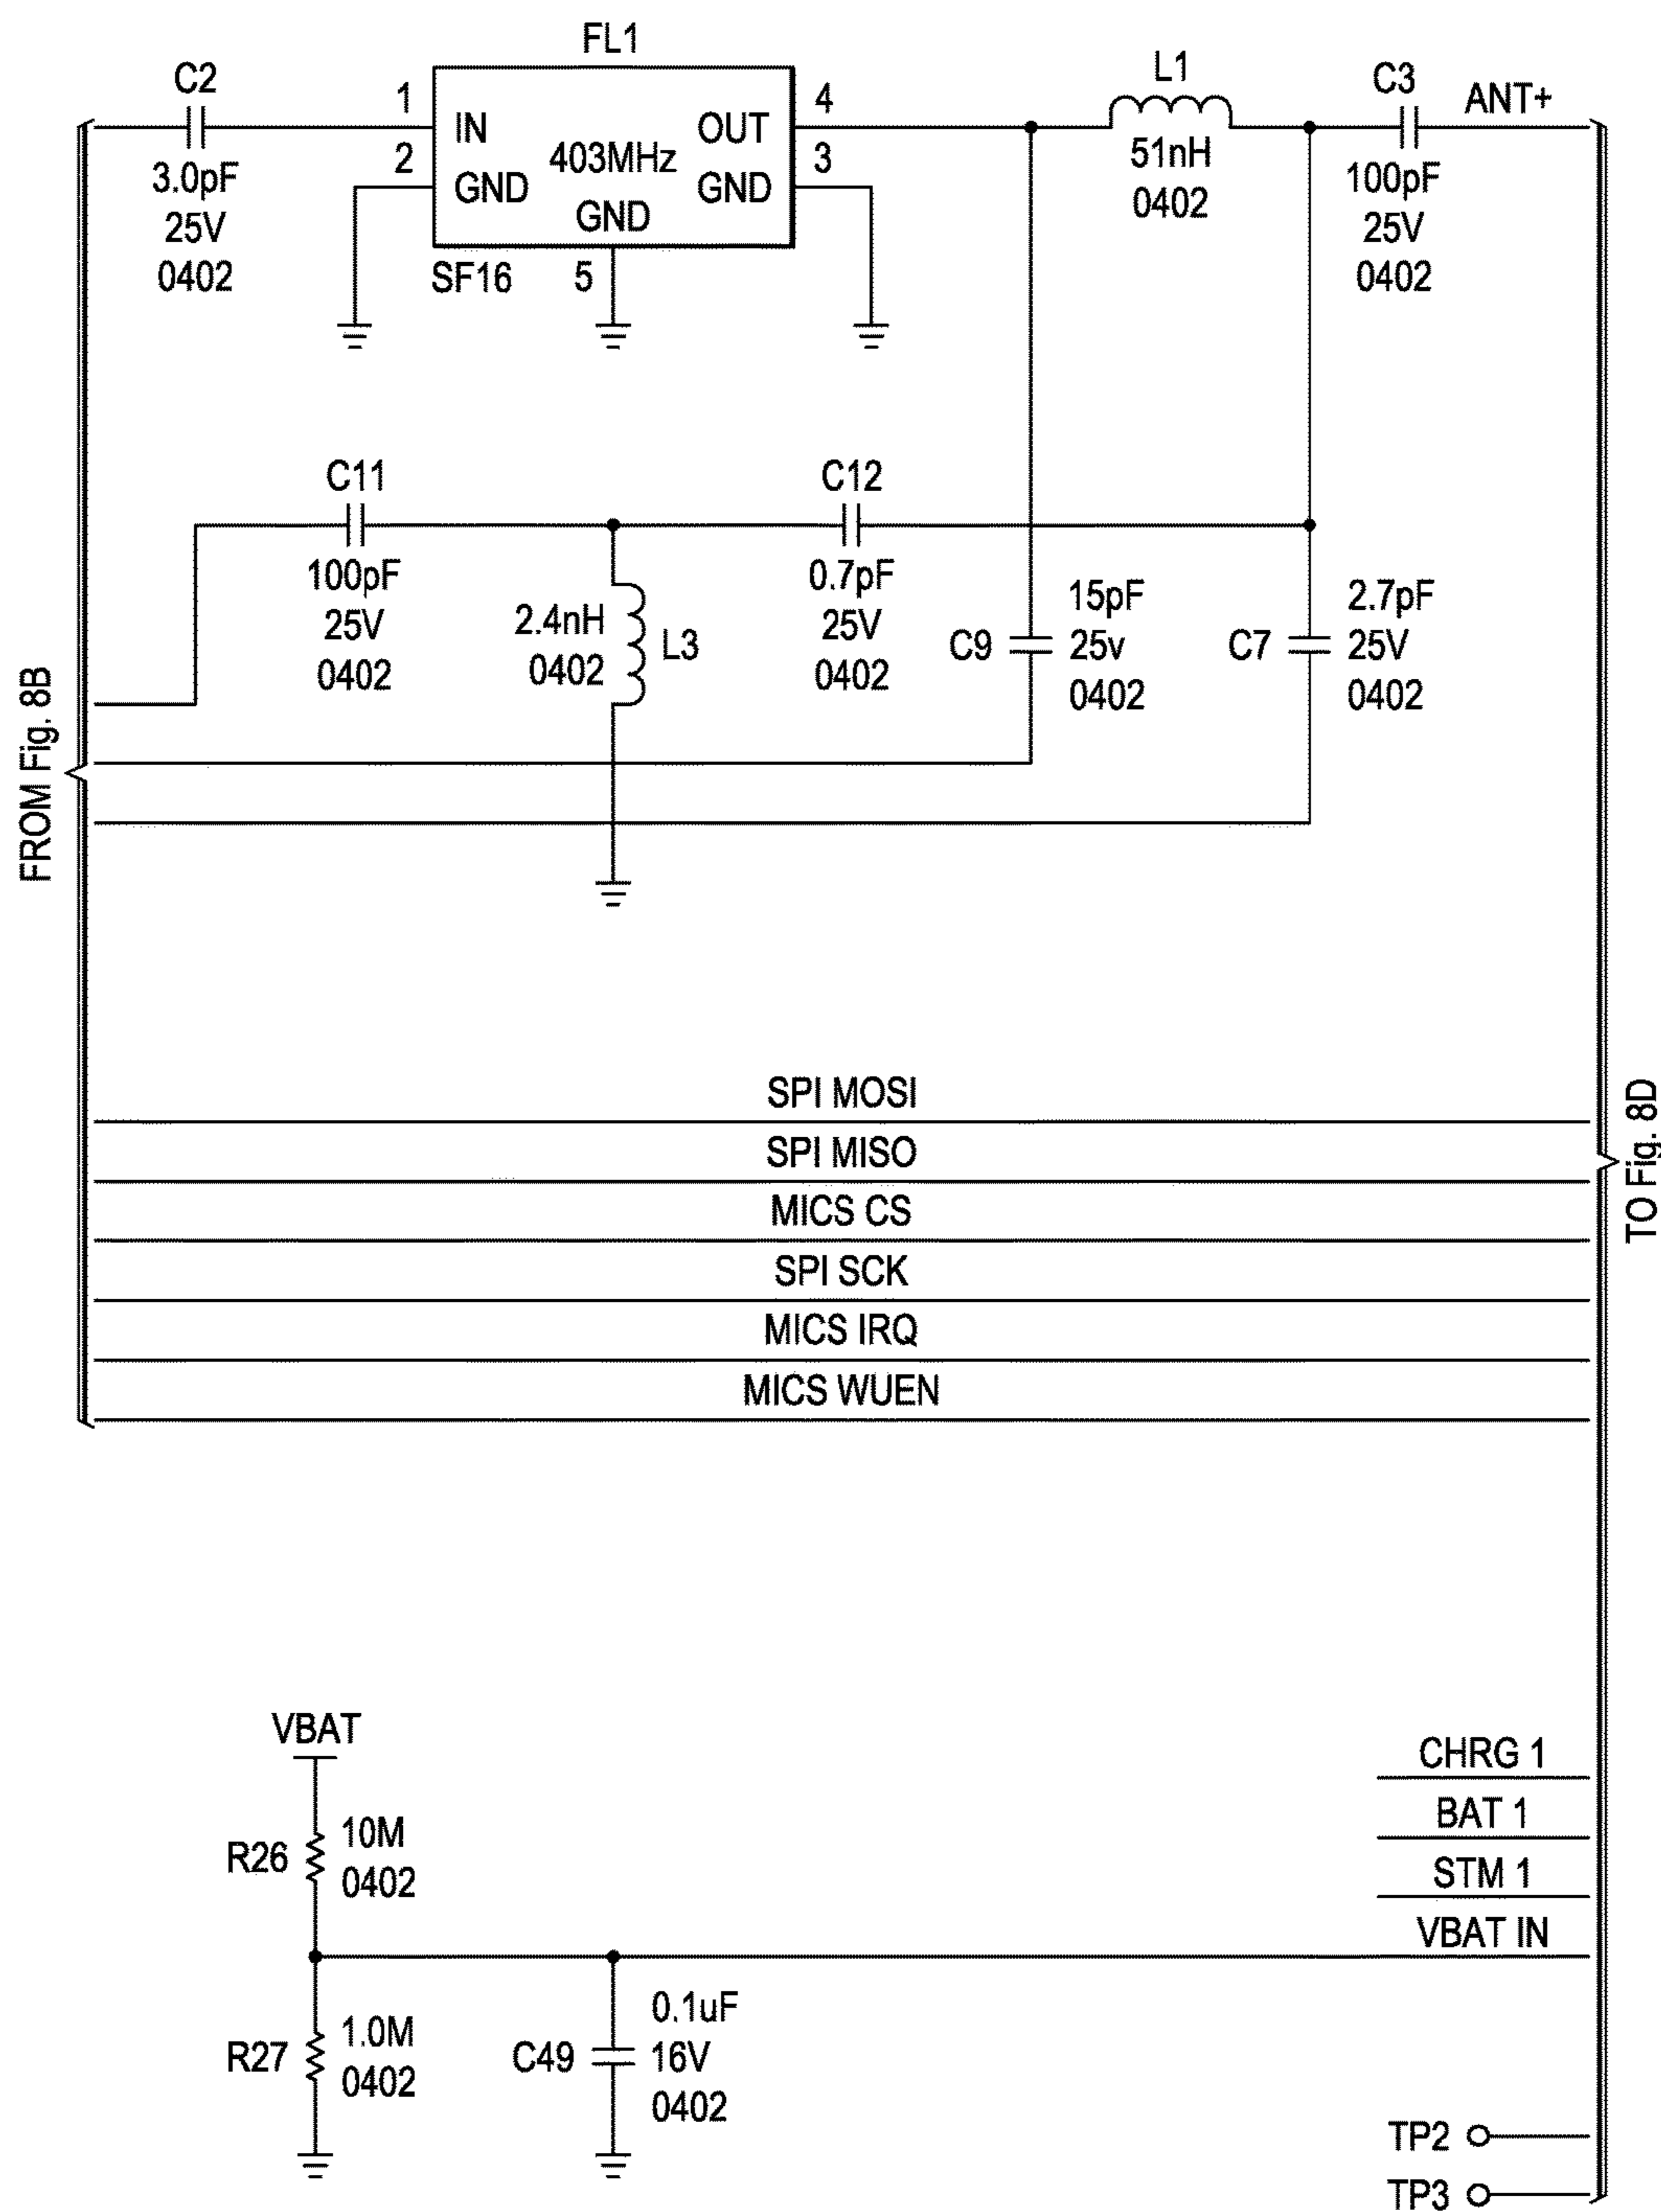 FL1
C2
3.0pF
25V
0402
1
2
IN
GND
403MHz
GND
OUT
GND
4
3
SF16
5
L1
51nH
0402
C3
100pF
25V
0402
ANT+
C11
100pF
25V
0402
2.4nH
0402
L3
C12
0.7pF
25V
0402
C9
15pF
25v
0402
C7
2.7pF
25V
0402
FROM Fig. 8B
SPI MOSI
SPI MISO
MICS CS
SPI SCK
MICS IRQ
MICS WUEN
TO Fig. 8D
VBAT
R26
10M
0402
R27
1.0M
0402
C49
0.1uF
16V
0402
CHRG 1
BAT 1
STM 1
VBAT IN
TP2
TP3